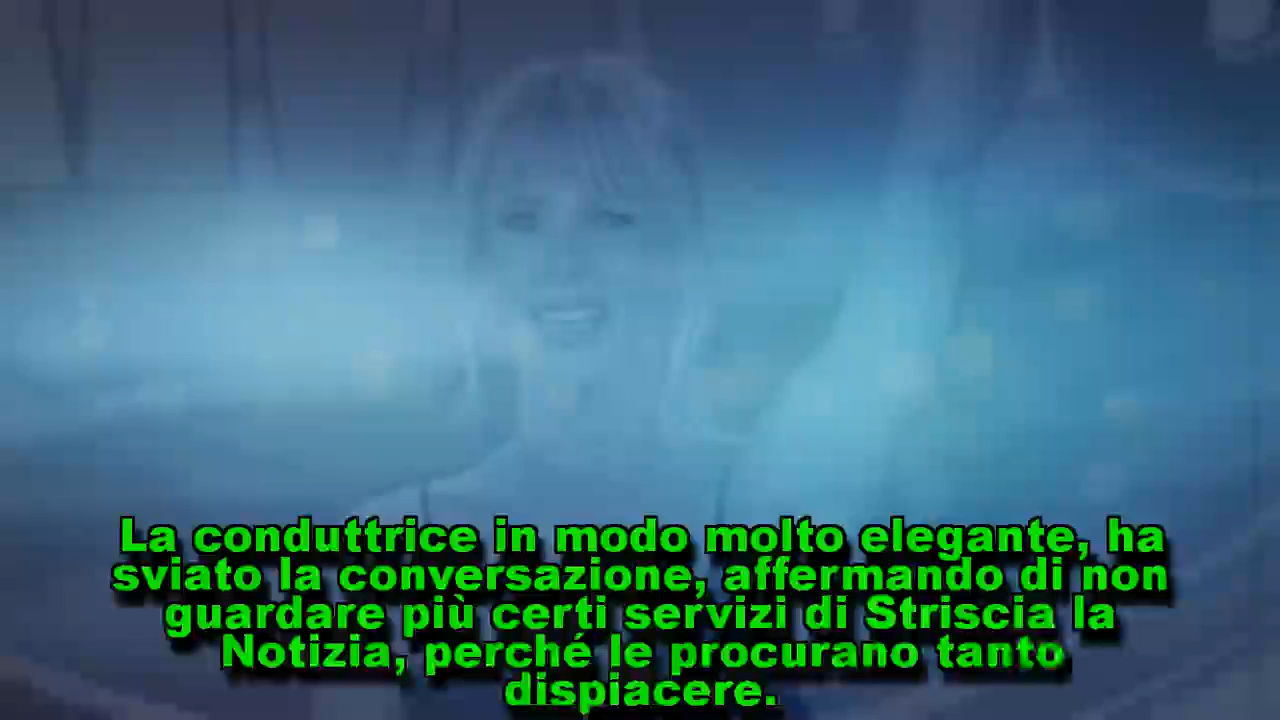 La conduttrice in modo molto elegante, ha
sviato la conversazione, affermando di non
guardare più certi servizi di Striscia la
Notizia, perché le procurano tanto
dispiacere.